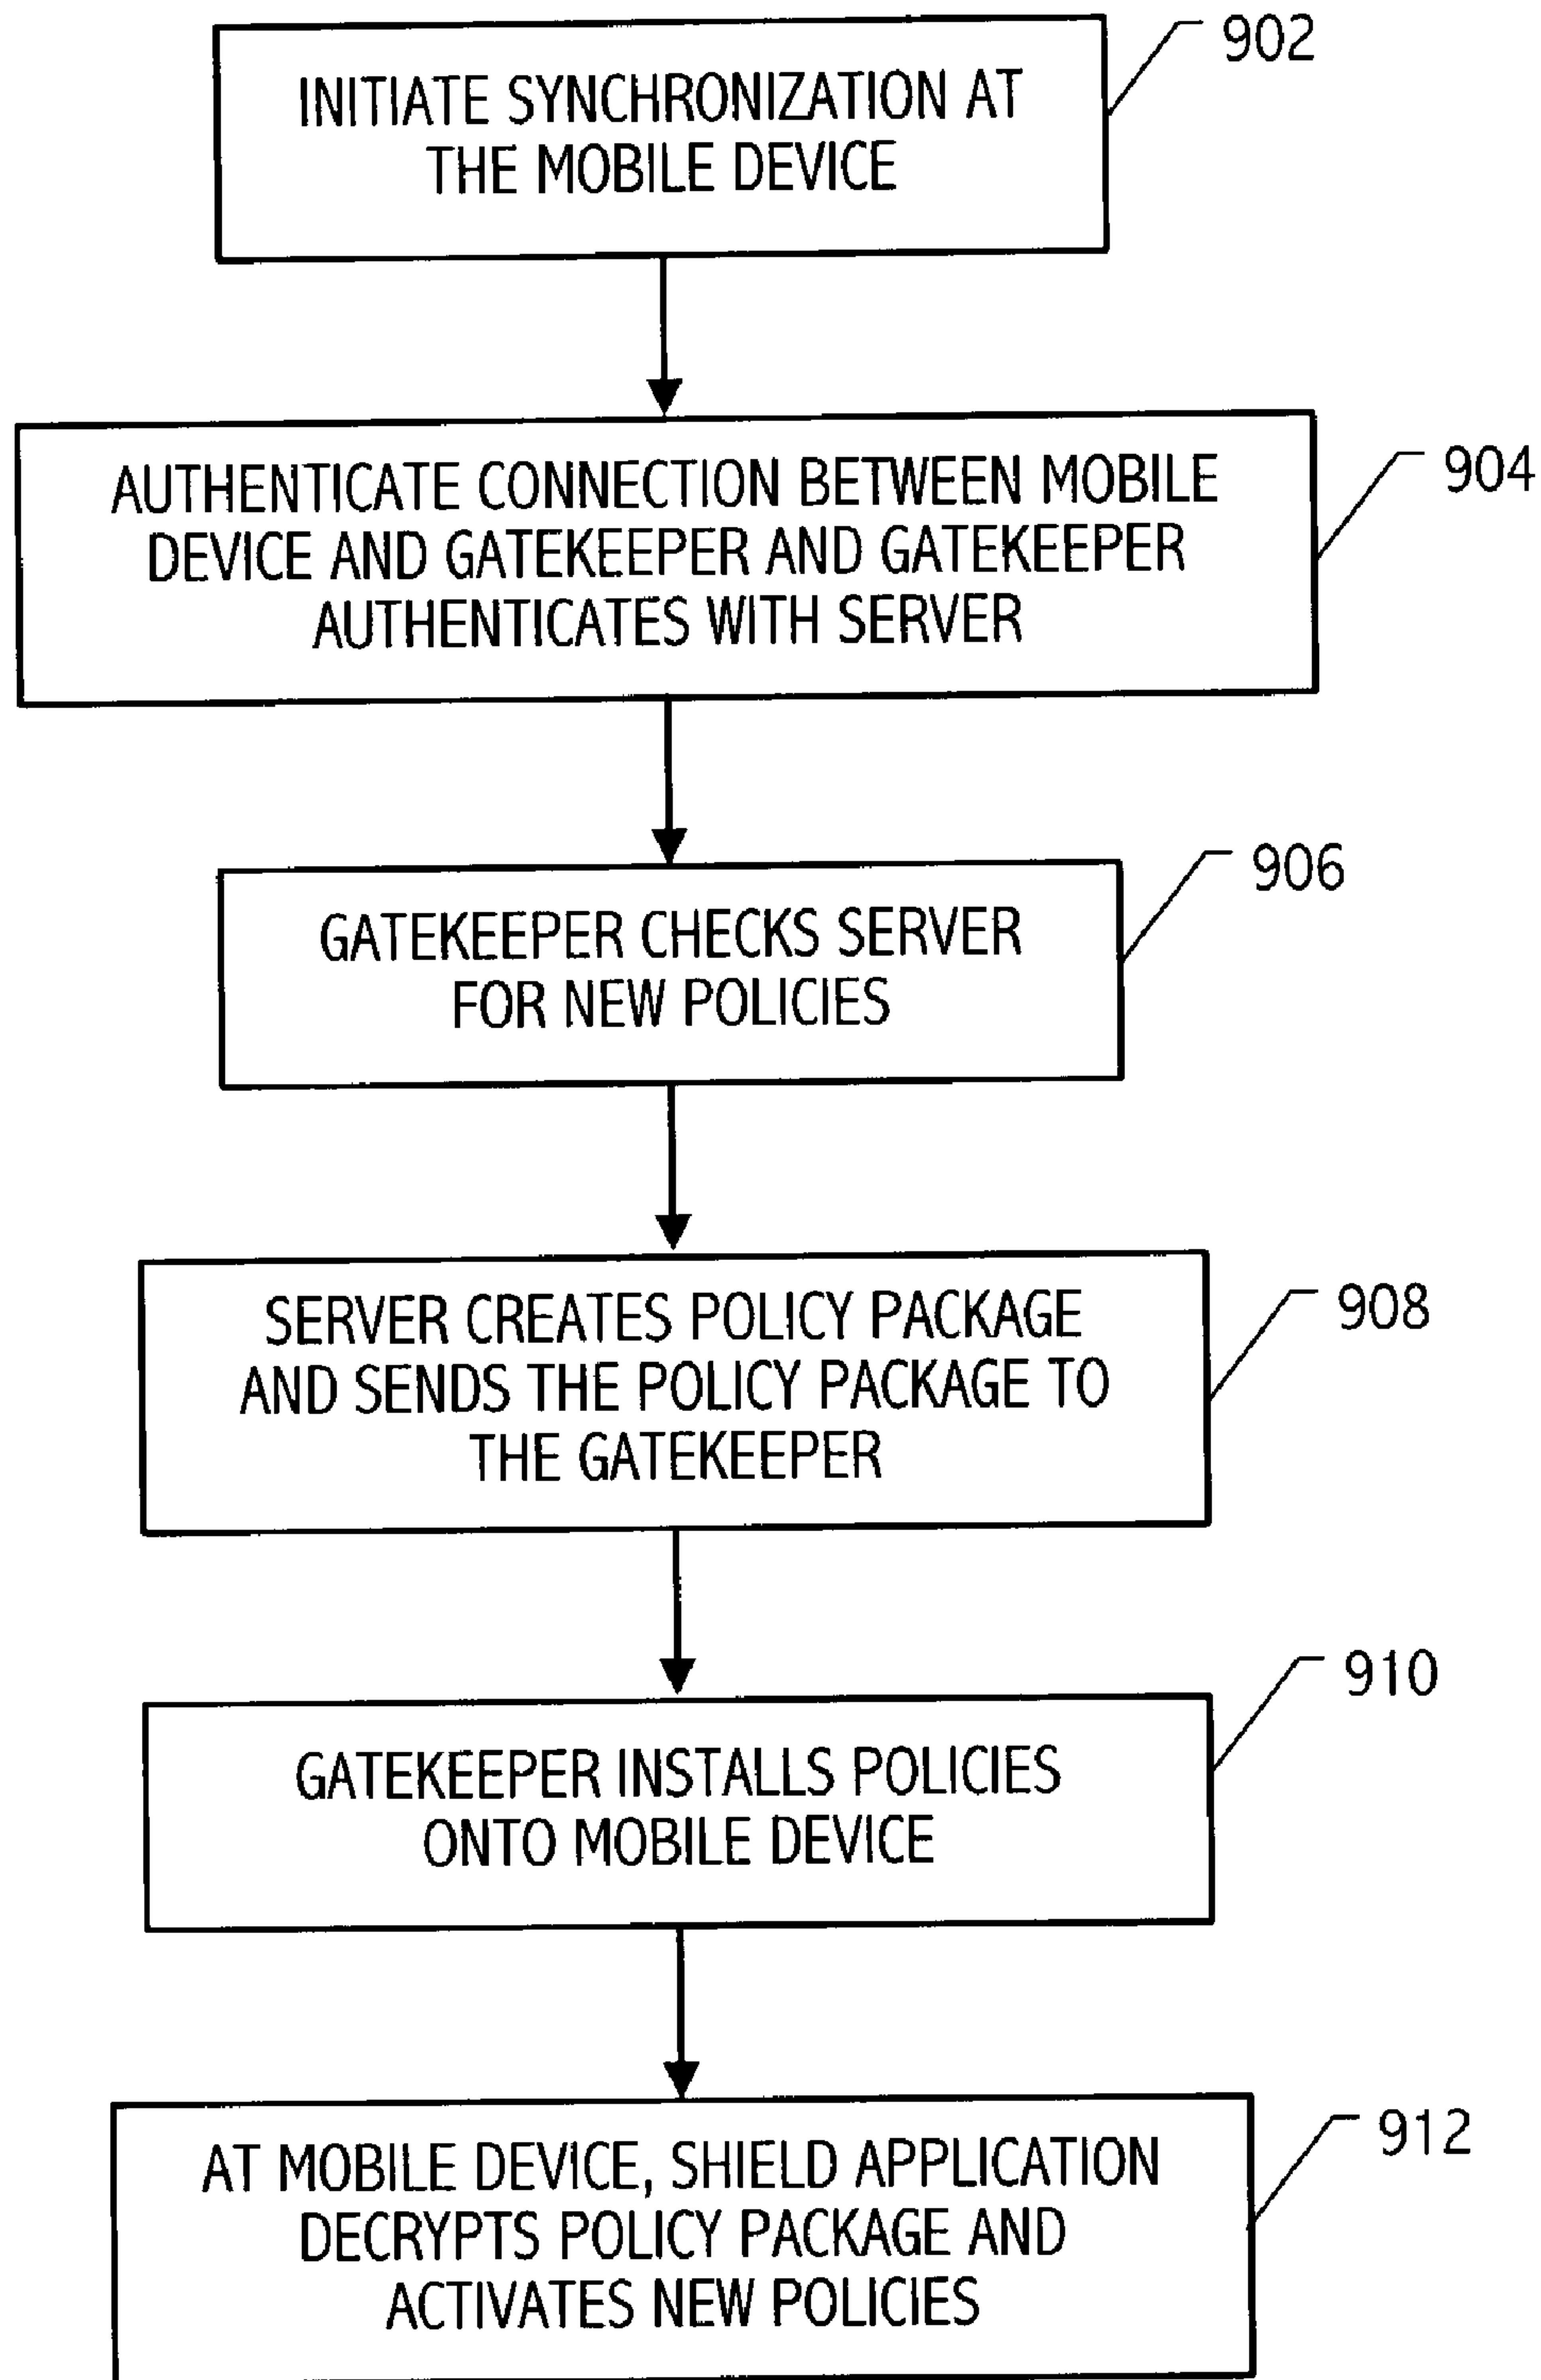 902
INITIATE SYNCHRONIZATION AT
THE MOBILE DEVICE
904
AUTHENTICATE CONNECTION BETWEEN MOBILE
DEVICE AND GATEKEEPER AND GATEKEEPER
AUTHENTICATES WITH SERVER
906
GATEKEEPER CHECKS SERVER
FOR NEW POLICIES
908
SERVER CREATES POLICY PACKAGE
AND SENDS THE POLICY PACKAGE TO
THE GATEKEEPER
910
GATEKEEPER INSTALLS POLICIES
ONTO MOBILE DEVICE
912
AT MOBILE DEVICE, SHIELD APPLICATION
DECRYPTS POLICY PACKAGE AND
ACTIVATES NEW POLICIES